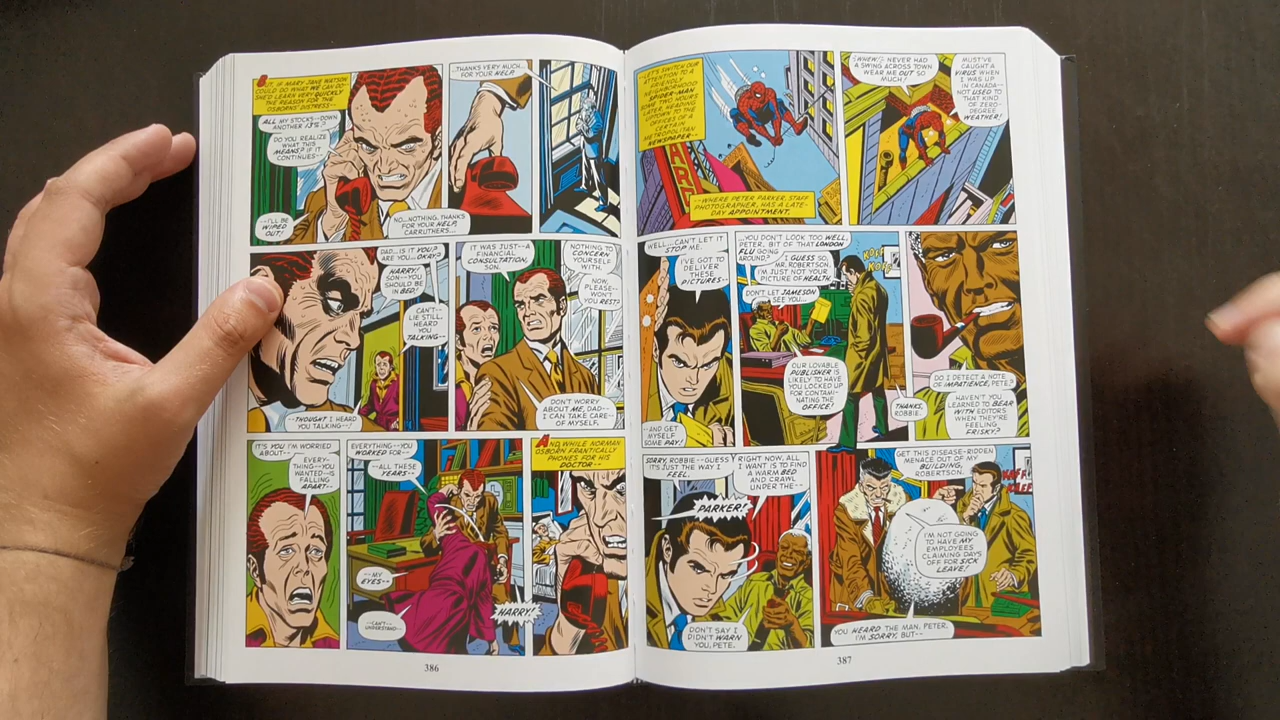 BUT, IF MARY JANE WATSON
COULD DO WHAT WE CAN DO--
SHE'D LEARN VERY QUICKLY
THE REASON FOR THE
OSBORNS' DISTRESS--
ALL MY STOCKS--DOWN
ANOTHER 13%?
DO YOU REALIZE
WHAT THIS
MEANS? IF IT
CONTINUES--
--I'LL BE
WIPED
OUT!
NO...NOTHING. THANKS
FOR YOUR HELP,
CARRUTHERS...
...THANKS VERY MUCH...
FOR YOUR HELP.
DAD...IS IT YOU?
ARE YOU...OKAY?
HARRY!
SON--YOU
SHOULD BE
IN BED!
CAN'T--
LIE STILL.
HEARD
YOU
TALKING--
--THOUGHT I HEARD
YOU TALKING--!
IT WAS JUST--A
FINANCIAL
CONSULTATION,
SON.
NOTHING TO
CONCERN
YOURSELF
WITH.
NOW,
PLEASE--
WON'T
YOU REST?
DON'T WORRY
ABOUT ME, DAD--
I CAN TAKE CARE--
OF MYSELF.
IT'S YOU I'M WORRIED
ABOUT--
EVERY-
THING--YOU
WANTED--IS
FALLING
APART--
EVERYTHING--YOU
WORKED FOR--
--ALL THESE
YEARS--
--MY
EYES--
--CAN'T--
UNDERSTAND--
HARRY!
AND, WHILE NORMAN
OSBORN FRANTICALLY
PHONES FOR HIS
DOCTOR--
386
--LET'S SWITCH OUR
ATTENTION TO A
FRIENDLY
NEIGHBORHOOD
SPIDER-MAN
SOME TWO HOURS
LATER, HEADING
UPTOWN TO THE
OFFICES OF A
CERTAIN
METROPOLITAN
NEWSPAPER--
--WHERE PETER PARKER, STAFF
PHOTOGRAPHER, HAS A LATE-
DAY APPOINTMENT.
(WHEW!) NEVER HAD
A SWING ACROSS TOWN
WEAR ME OUT SO
MUCH!
MUST'VE
CAUGHT A
VIRUS WHEN
I WAS UP
IN CANADA--
NOT USED TO
THAT KIND
OF ZERO-
DEGREE
WEATHER!
WELL...CAN'T LET IT
STOP ME.
I'VE GOT TO
DELIVER
THESE
PICTURES--
--AND GET
MYSELF
SOME PAY!
...YOU DON'T LOOK TOO WELL,
PETER. BIT OF THAT LONDON
FLU GOING
AROUND?
I GUESS SO,
MR. ROBERTSON.
I'M JUST NOT YOUR
PICTURE OF HEALTH.
DON'T LET JAMESON
SEE YOU...
KOFF
KOFF
OUR LOVABLE
PUBLISHER IS
LIKELY TO HAVE
YOU LOCKED UP
FOR CONTAMI-
NATING THE
OFFICE!
THANKS,
ROBBIE.
DO I DETECT A NOTE
OF IMPATIENCE, PETE?
HAVEN'T
YOU LEARNED TO BEAR
WITH EDITORS
WHEN THEY'RE
FEELING
FRISKY?
SORRY, ROBBIE--GUESS
IT'S JUST THE WAY I
FEEL.
RIGHT NOW, ALL
I WANT IS TO FIND
A WARM BED
AND CRAWL
UNDER THE--
PARKER!
DON'T SAY I
DIDN'T WARN
YOU, PETE.
GET THIS DISEASE-RIDDEN
MENACE OUT OF MY
BUILDING,
ROBERTSON.
I'M NOT GOING
TO HAVE MY
EMPLOYEES
CLAIMING DAYS
OFF FOR SICK
LEAVE!
YOU HEARD THE MAN, PETER.
I'M SORRY, BUT--
387